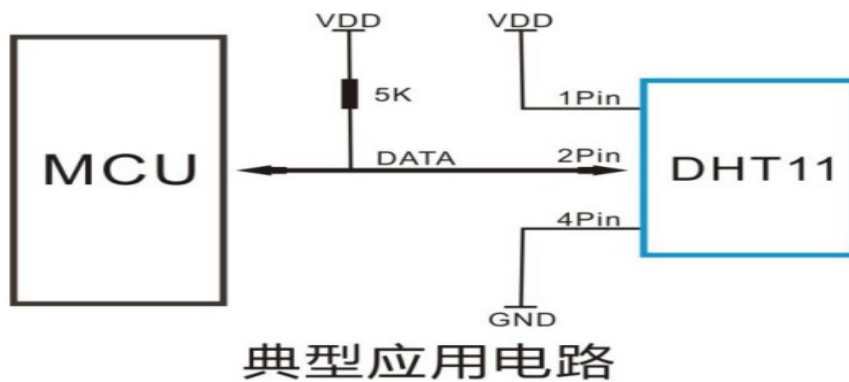 VDD
VDD
5K
1Pin
MCU
DATA
2Pin
DHT11
4Pin
GND
典型应用电路